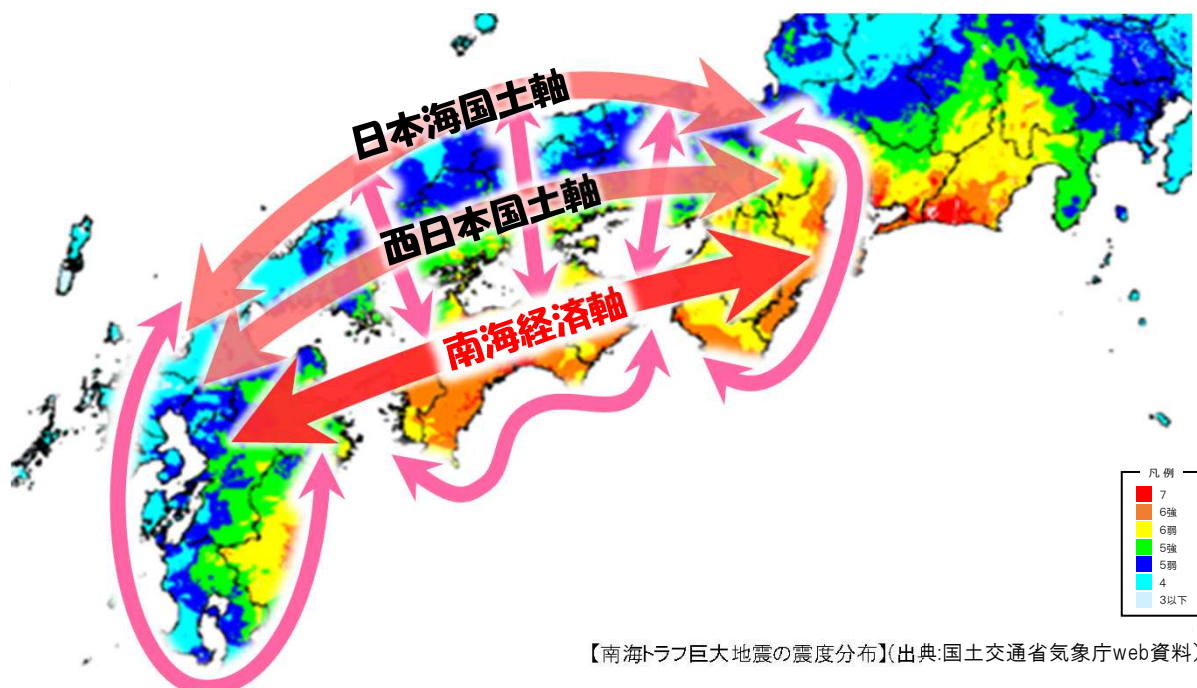 日本海国土軸
西日本国土軸
南海経済軸
凡例
7
6強
6弱
5強
5弱
4
3以下
【南海トラフ巨大地震の震度分布】(出典:国土交通省気象庁web資料)